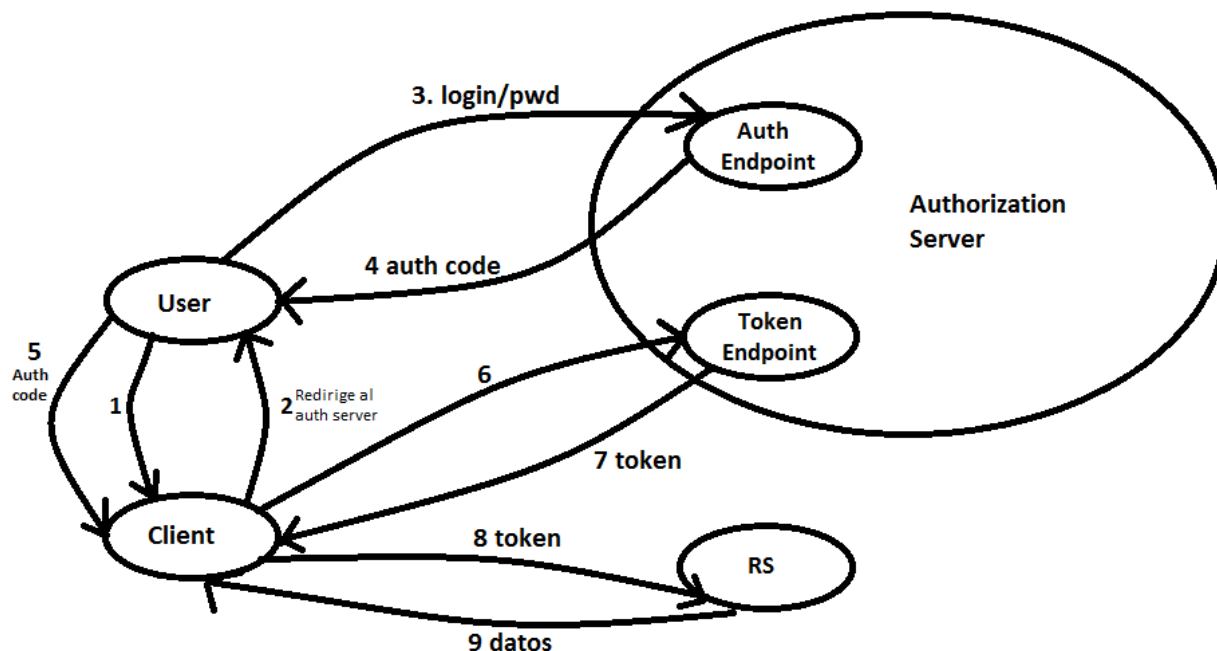 3. login/pwd
Auth
Endpoint
Authorization
Server
4 auth code
User
Token
Endpoint
5
Auth
code
1
2 Redirige al
auth server
6
7 token
Client
8 token
RS
9 datos